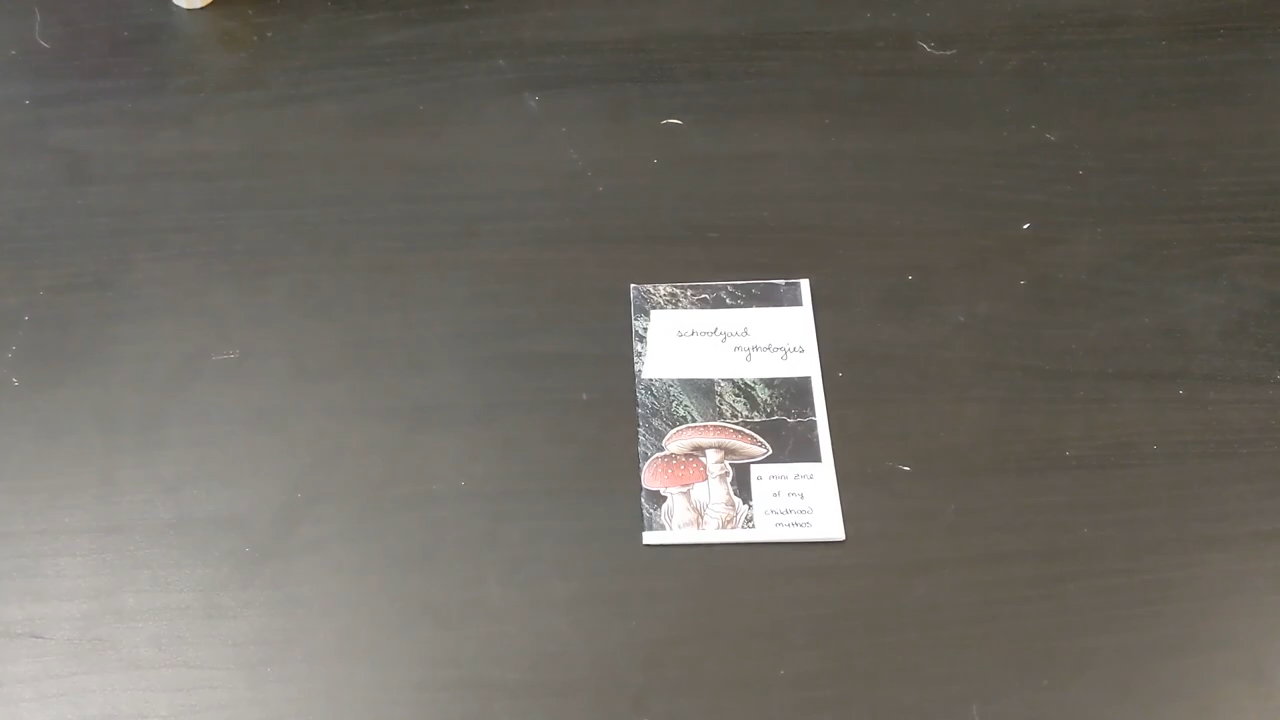 schoolyard
mythologies
a mini zine
of my
childhood
mythos